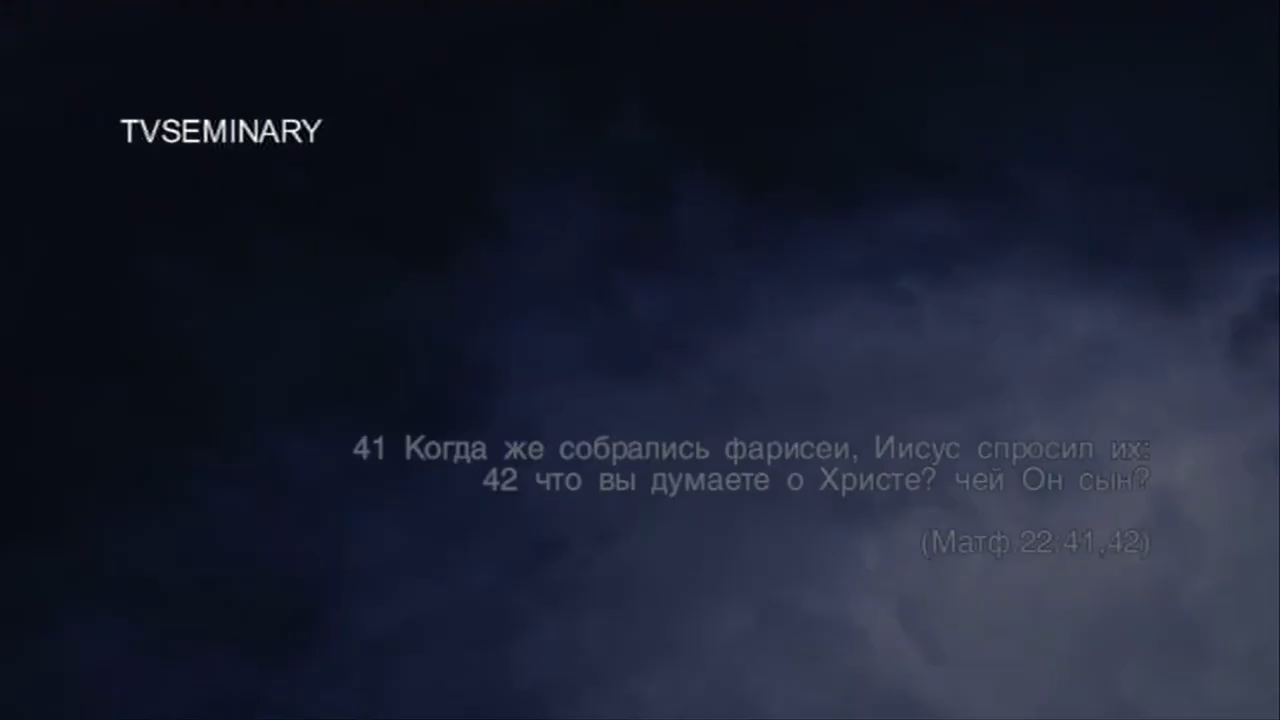 TVSEMINARY
41 Когда же собрались фарисеи, Иисус спросил их:
42 что вы думаете о Христе? чей Он сын?
(Матф.22:41,42)